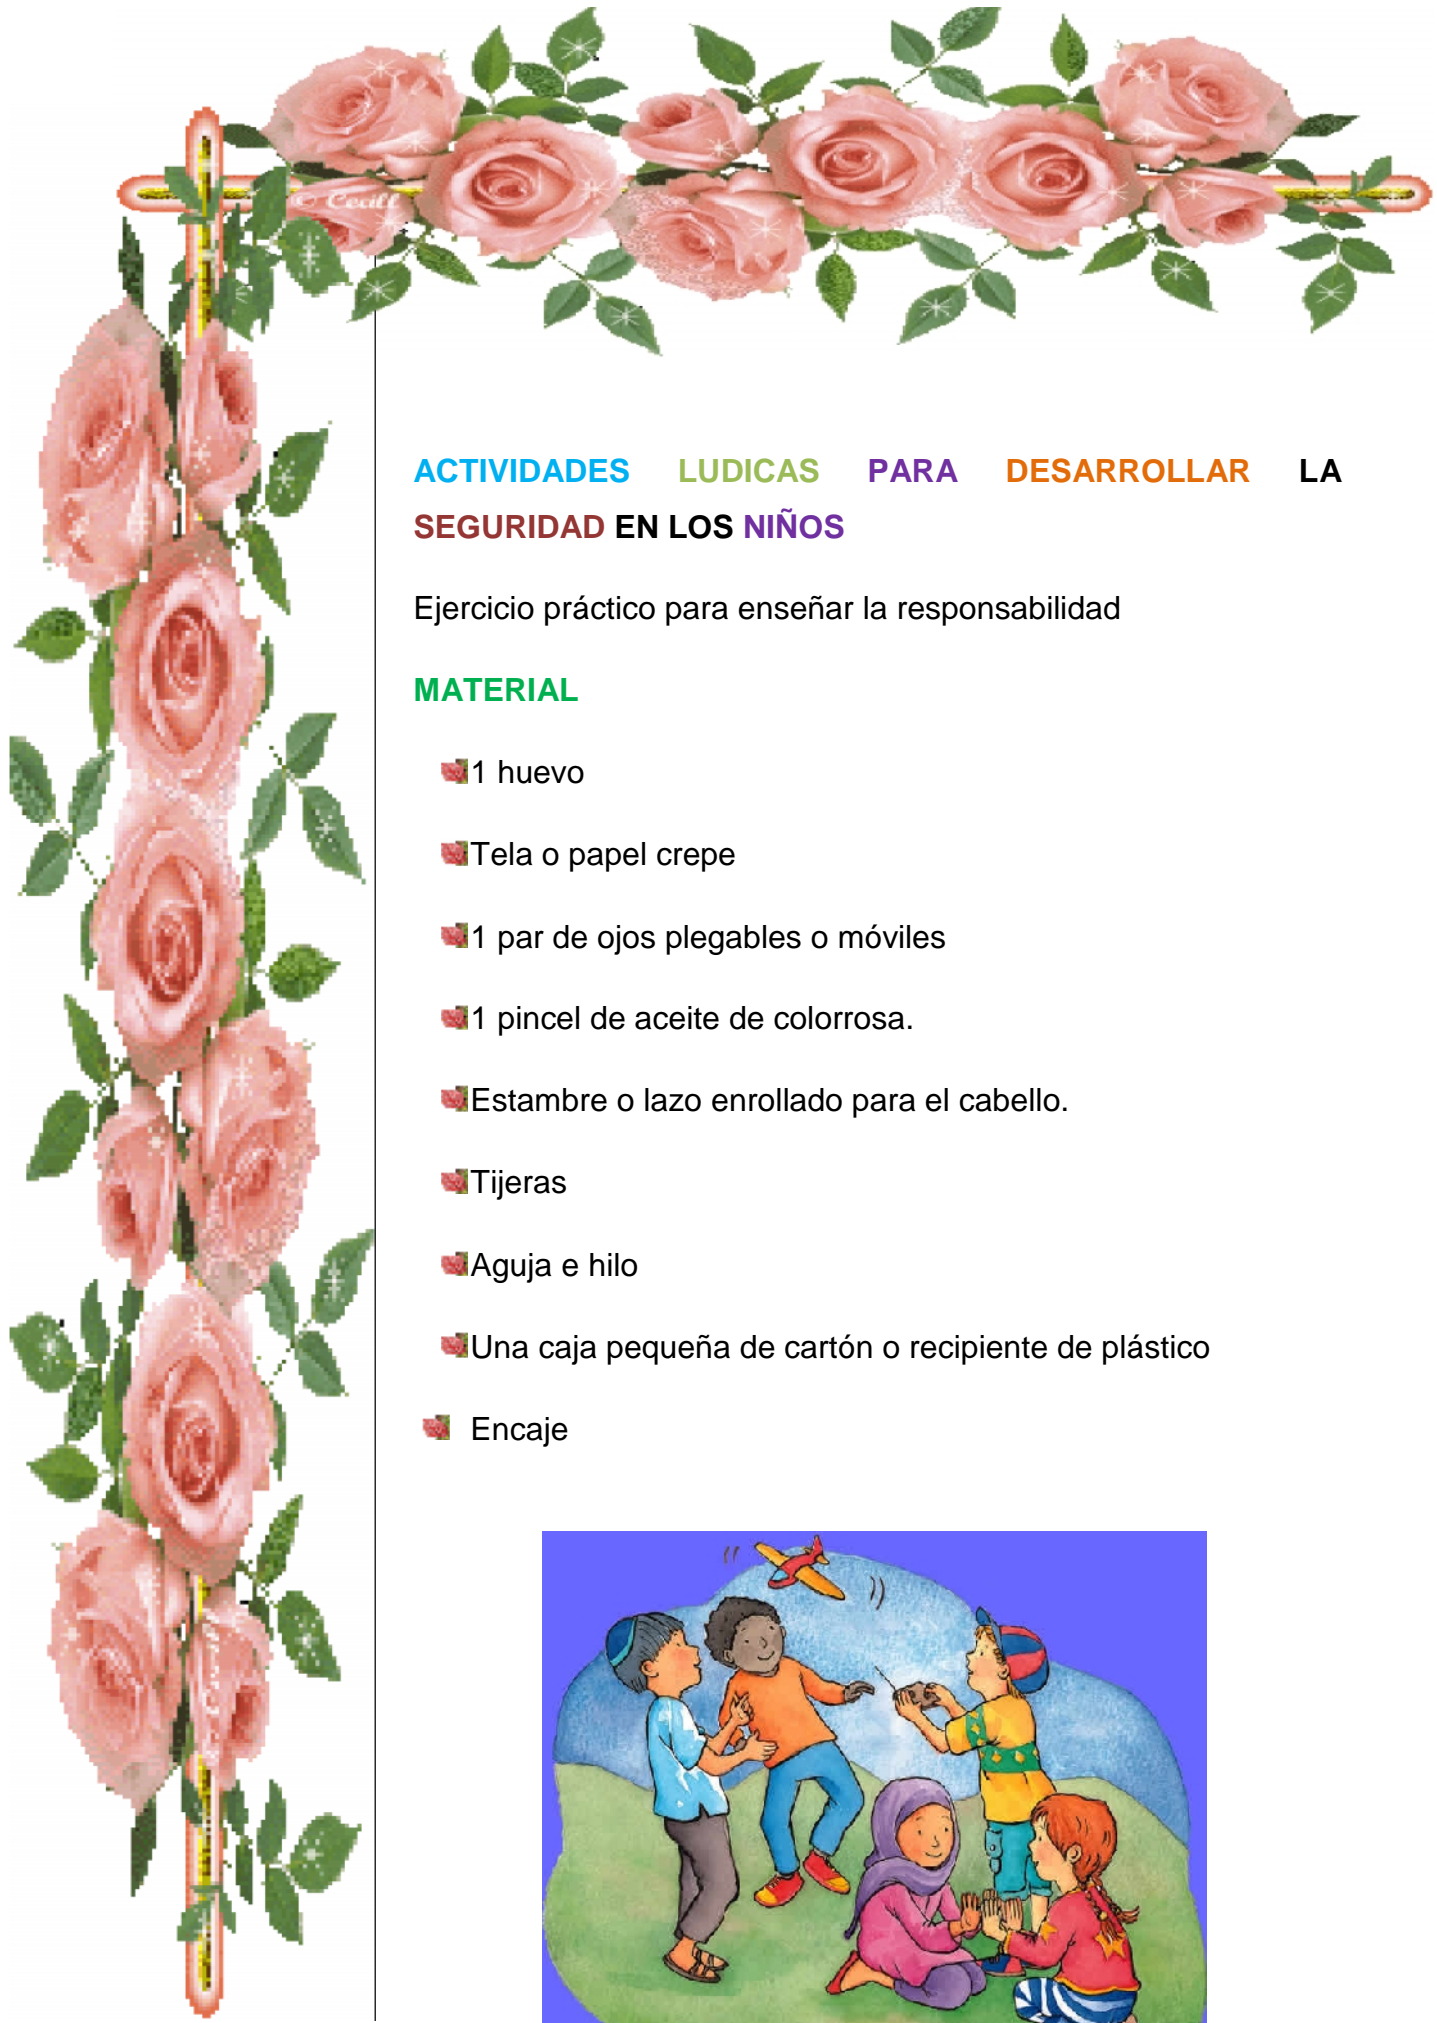 © Cecill
ACTIVIDADES LUDICAS PARA DESARROLLAR LA
SEGURIDAD EN LOS NIÑOS
Ejercicio práctico para enseñar la responsabilidad
MATERIAL
1 huevo
Tela o papel crepe
1 par de ojos plegables o móviles
1 pincel de aceite de colorrosa.
Estambre o lazo enrollado para el cabello.
Tijeras
Aguja e hilo
Una caja pequeña de cartón o recipiente de plástico
Encaje